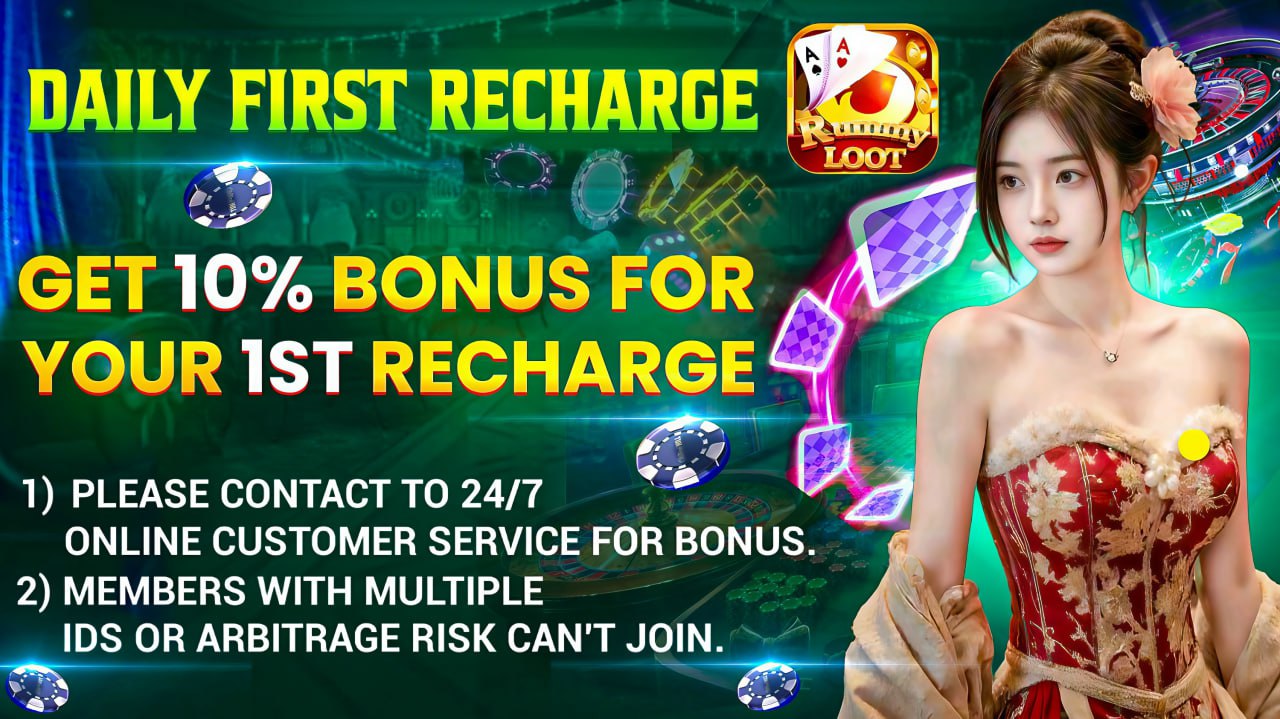 DAILY FIRST RECHARGE
A
A
Rummy
LOOT
GET 10% BONUS FOR
YOUR 1ST RECHARGE
1) PLEASE CONTACT TO 24/7
ONLINE CUSTOMER SERVICE FOR BONUS.
2) MEMBERS WITH MULTIPLE
IDS OR ARBITRAGE RISK CAN'T JOIN.